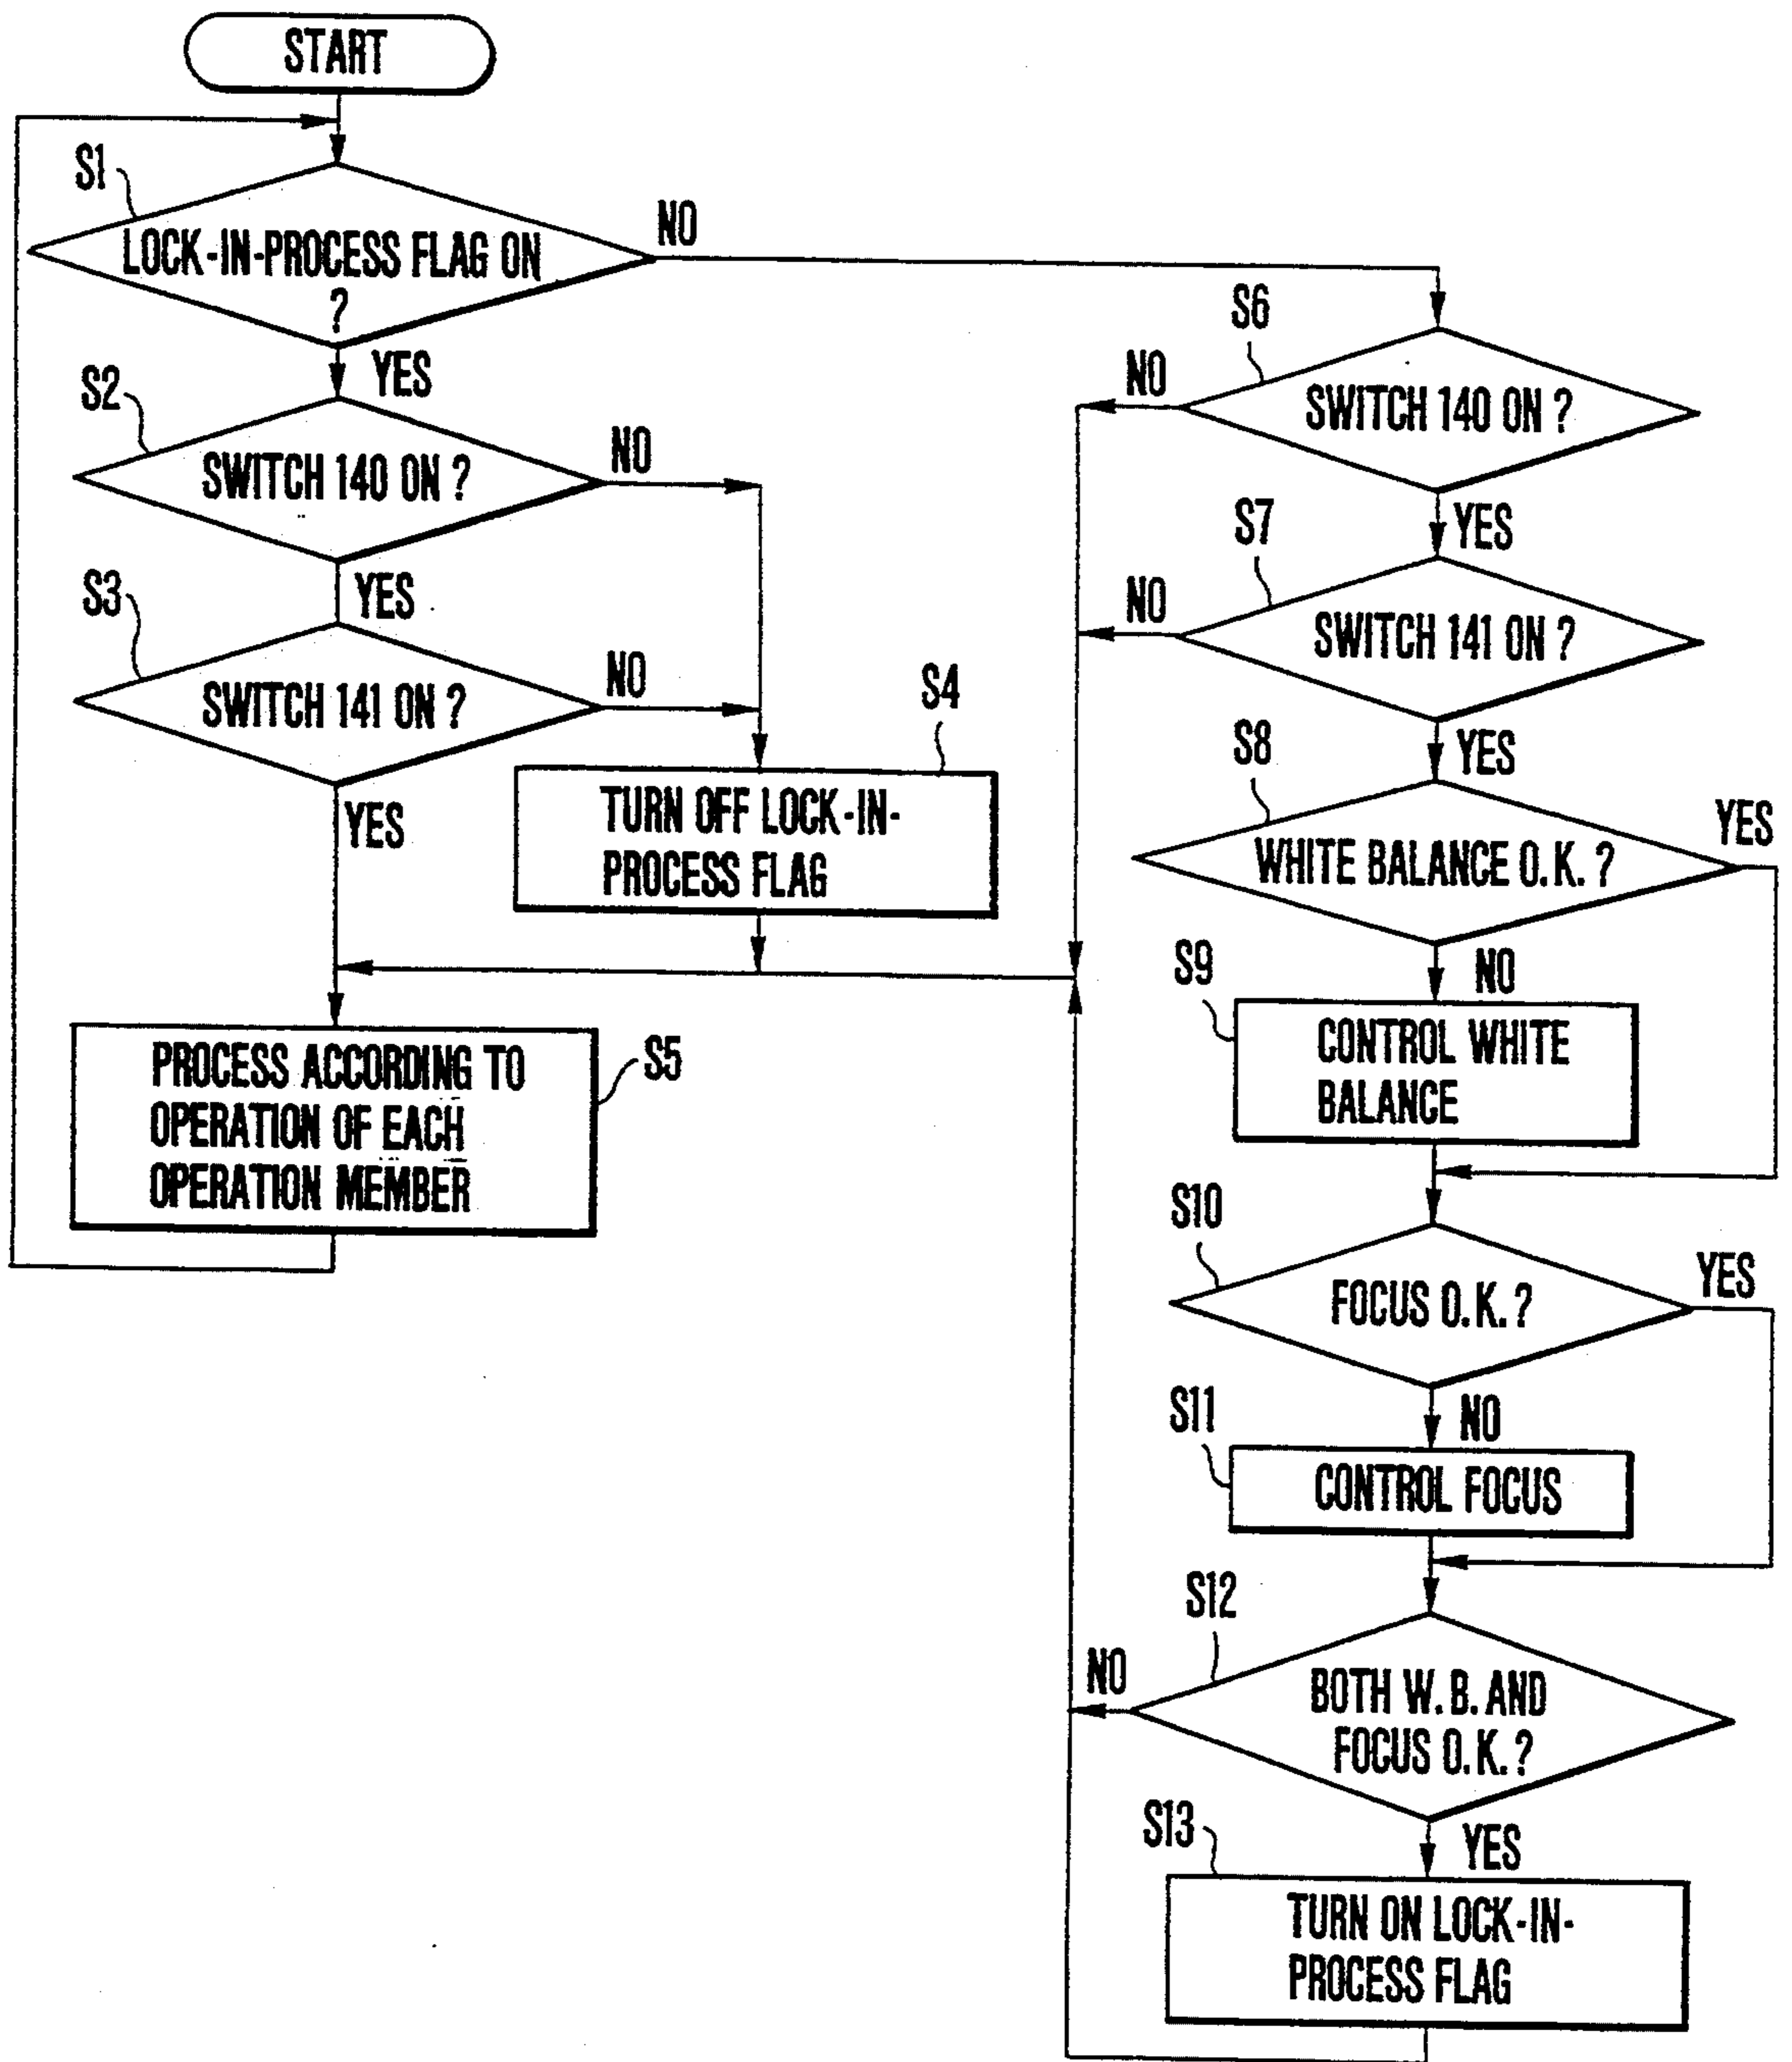 START
S1
LOCK-IN-PROCESS FLAG ON
?
NO
YES
S2
SWITCH 140 ON ?
NO
YES
S3
SWITCH 141 ON ?
NO
YES
S4
TURN OFF LOCK-IN-
PROCESS FLAG
PROCESS ACCORDING TO
OPERATION OF EACH
OPERATION MEMBER
S5
S6
SWITCH 140 ON ?
NO
YES
S7
SWITCH 141 ON ?
NO
YES
S8
WHITE BALANCE O.K. ?
YES
NO
S9
CONTROL WHITE
BALANCE
S10
FOCUS O.K. ?
YES
NO
S11
CONTROL FOCUS
S12
BOTH W.B. AND
FOCUS O.K. ?
NO
YES
S13
TURN ON LOCK-IN-
PROCESS FLAG